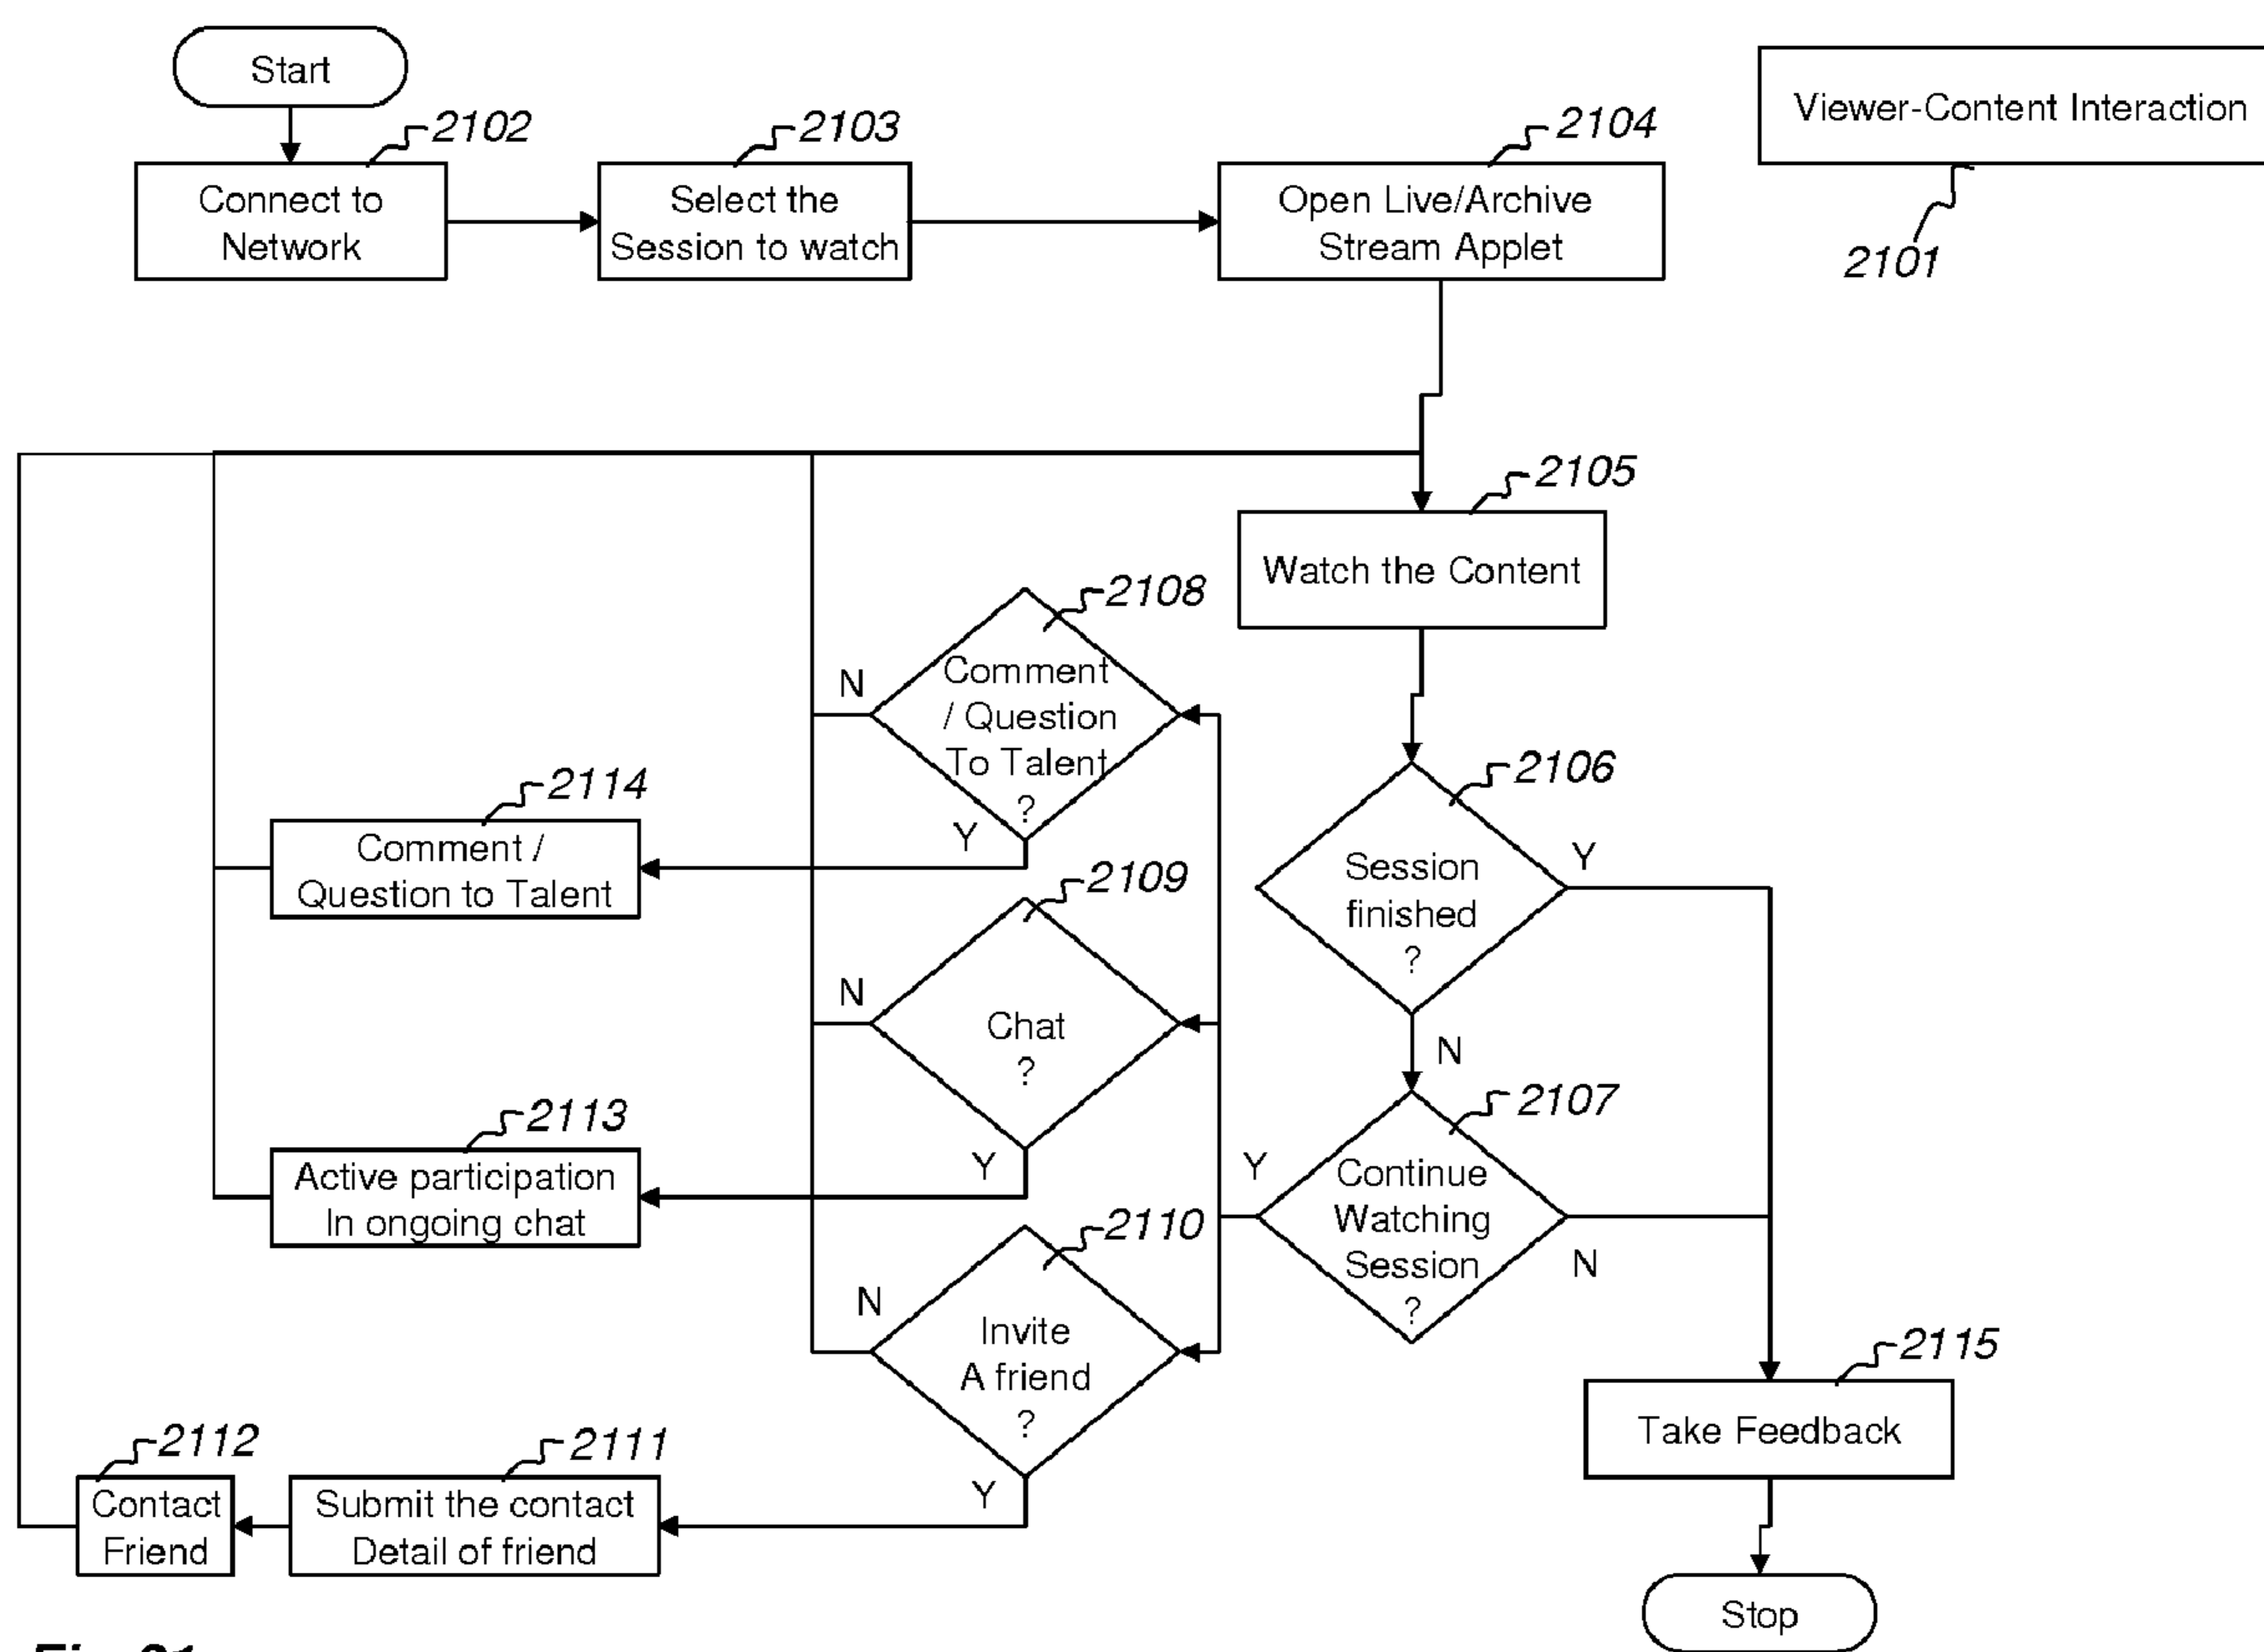 Start
2102
2103
2104
Viewer-Content Interaction
2101
Connect to
Network
Select the
Session to watch
Open Live/Archive
Stream Applet
2105
Watch the Content
2108
Comment
/ Question
To Talent
?
N
Y
2106
Session
finished
?
Y
N
2114
Comment /
Question to Talent
2109
Chat
?
N
Y
2107
Continue
Watching
Session
?
Y
N
2113
Active participation
In ongoing chat
2110
Invite
A friend
?
N
Y
2115
Take Feedback
2112
Contact
Friend
2111
Submit the contact
Detail of friend
Stop